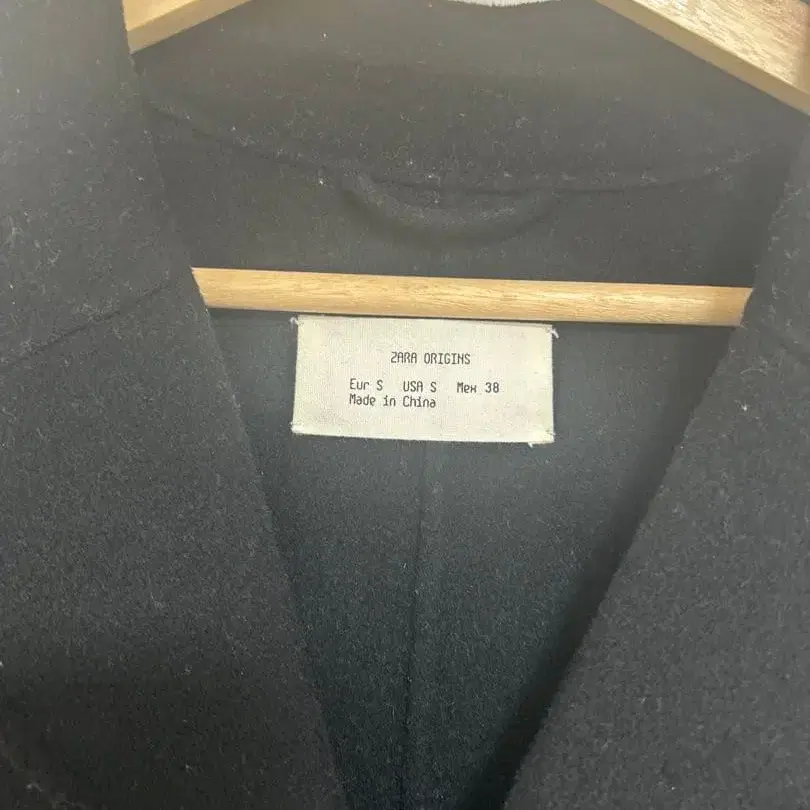 ZARA ORIGINS
Eur S USA S Mex 38
Made in China